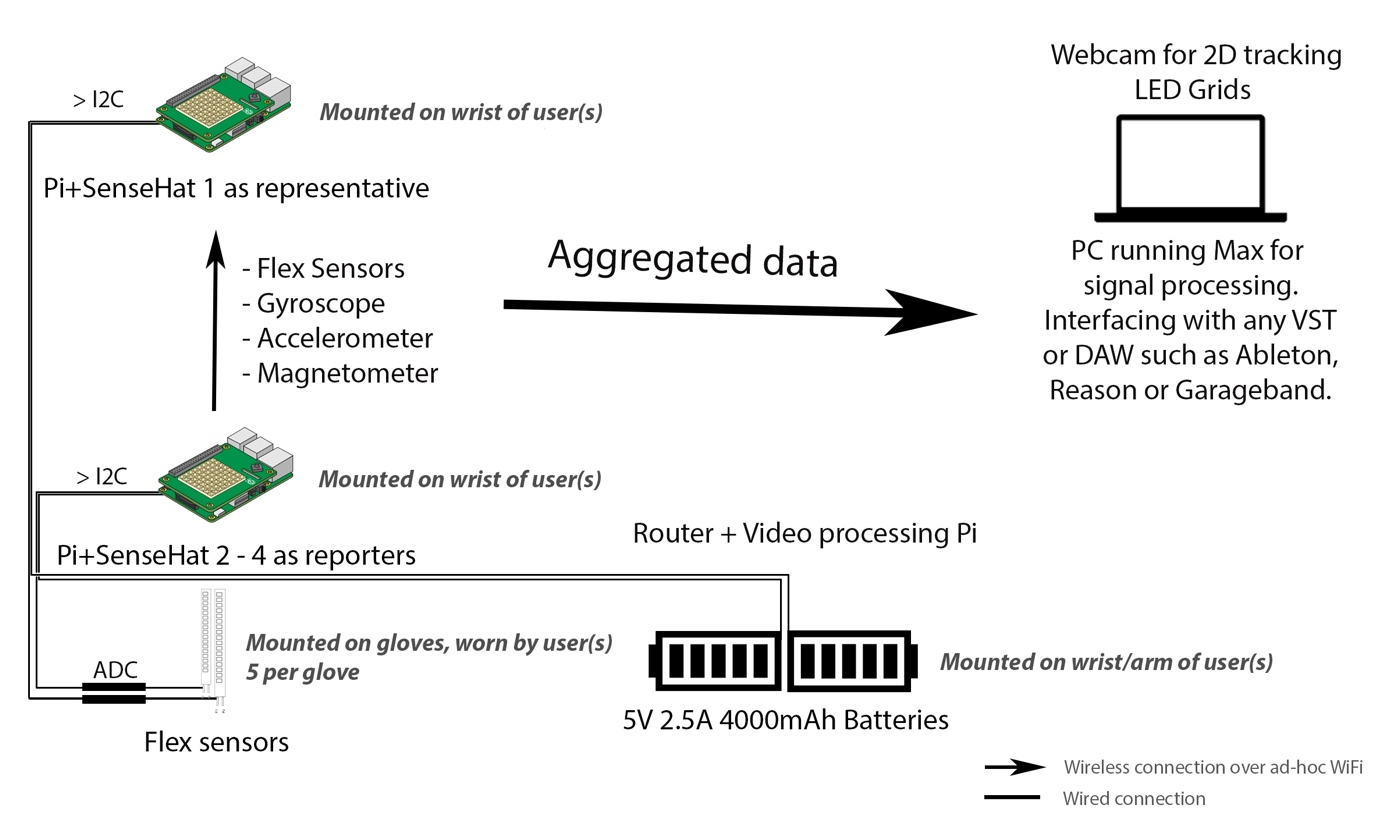 Webcam for 2D tracking
LED Grids
> I2C
Mounted on wrist of user(s)
Pi+SenseHat 1 as representative
- Flex Sensors
- Gyroscope
- Accelerometer
- Magnetometer
Aggregated data
PC running Max for
signal processing.
Interfacing with any VST
or DAW such as Ableton,
Reason or Garageband.
> I2C
Mounted on wrist of user(s)
Pi+SenseHat 2 - 4 as reporters
Router + Video processing Pi
Mounted on gloves, worn by user(s)
5 per glove
ADC
Flex sensors
Mounted on wrist/arm of user(s)
5V 2.5A 4000mAh Batteries
Wireless connection over ad-hoc WiFi
Wired connection